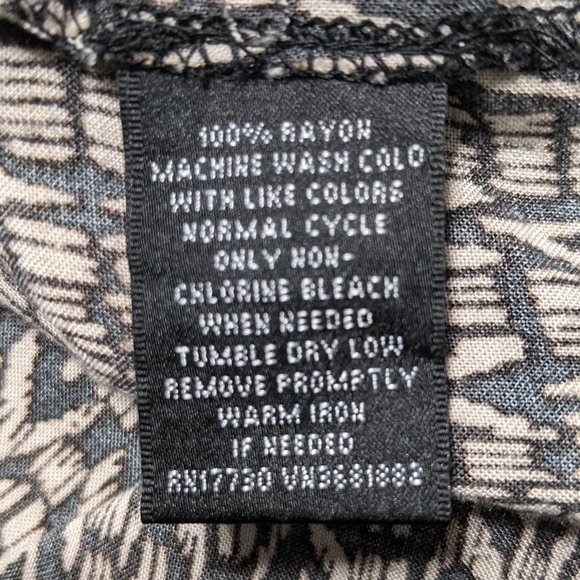 100% RAYON
MACHINE WASH COLD
WITH LIKE COLORS
NORMAL CYCLE
ONLY NON-
CHLORINE BLEACH
WHEN NEEDED
TUMBLE DRY LOW
REMOVE PROMPTLY
WARM IRON
IF NEEDED
RN17730 VN3681882